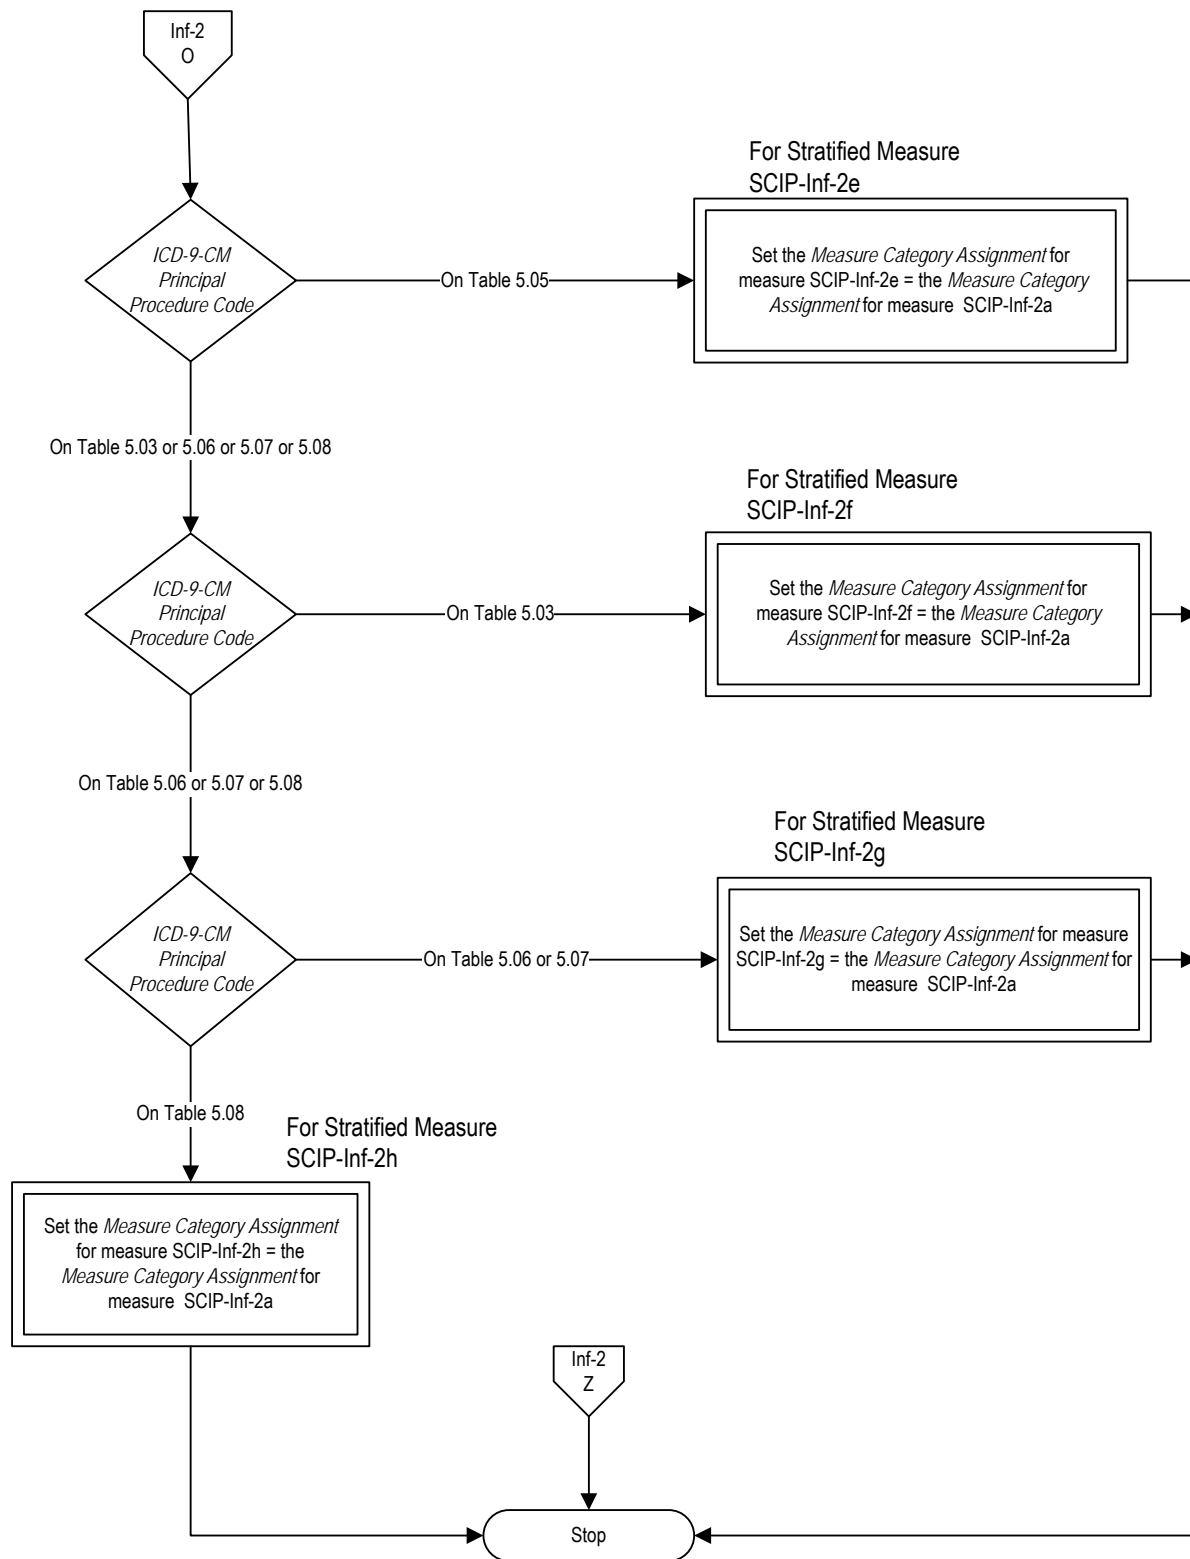 Inf-2
O
For Stratified Measure
SCIP-Inf-2e
ICD-9-CM
Principal
Procedure Code
On Table 5.05
Set the Measure Category Assignment for
measure SCIP-Inf-2e = the Measure Category
Assignment for measure SCIP-Inf-2a
On Table 5.03 or 5.06 or 5.07 or 5.08
For Stratified Measure
SCIP-Inf-2f
ICD-9-CM
Principal
Procedure Code
On Table 5.03
Set the Measure Category Assignment for
measure SCIP-Inf-2f = the Measure Category
Assignment for measure SCIP-Inf-2a
On Table 5.06 or 5.07 or 5.08
For Stratified Measure
SCIP-Inf-2g
ICD-9-CM
Principal
Procedure Code
On Table 5.06 or 5.07
Set the Measure Category Assignment for measure
SCIP-Inf-2g = the Measure Category Assignment for
measure SCIP-Inf-2a
On Table 5.08
For Stratified Measure
SCIP-Inf-2h
Set the Measure Category Assignment
for measure SCIP-Inf-2h = the
Measure Category Assignment for
measure SCIP-Inf-2a
Inf-2
Z
Stop